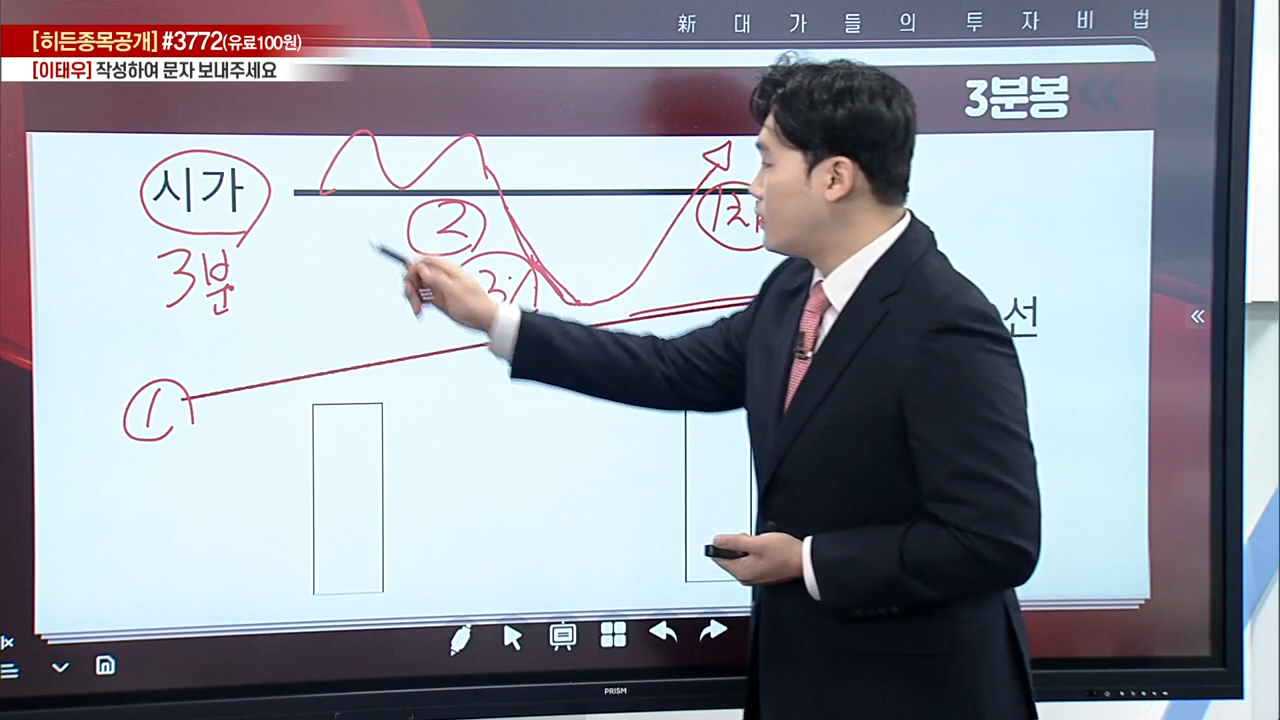 [히든종목공개] #3772(유료100원)
[이태우] 작성하여 문자 보내주세요
新 대가들의 투자비법
3분봉
시가
3분
2
3
1
선
PRISM